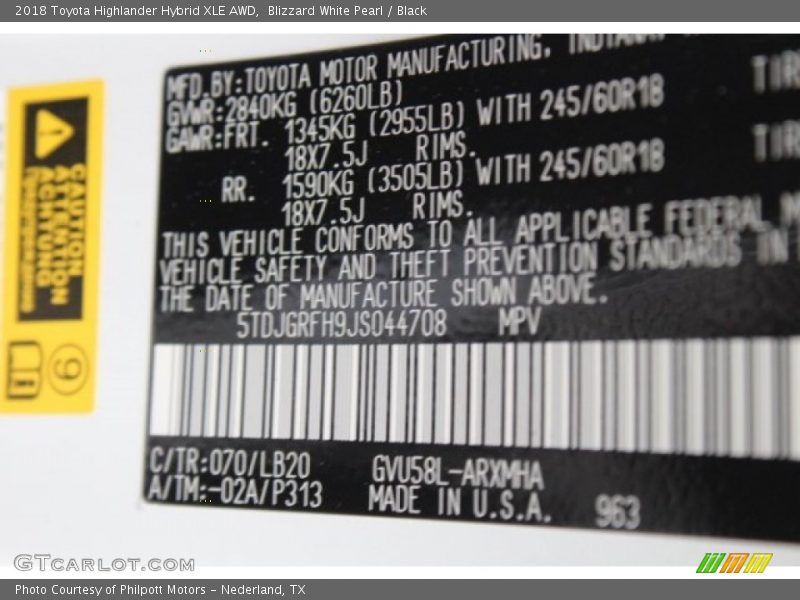 2018 Toyota Highlander Hybrid XLE AWD,  Blizzard White Pearl / Black
MFD.BY:TOYOTA MOTOR MANUFACTURING,
GVWR:2840KG (6260LB)
GAWR:FRT. 1345KG (2955LB) WITH 245/60R18
18X7.5J RIMS.
RR. 1590KG (3505LB) WITH 245/60R18
18X7.5J RIMS.
THIS VEHICLE CONFORMS TO ALL APPLICABLE FEDERAL
VEHICLE SAFETY AND THEFT PREVENTION STANDARDS IN
THE DATE OF MANUFACTURE SHOWN ABOVE.
5TDJGRFH9JS044708 MPV
C/TR:070/LB20 GVU58L-ARXMHA
A/TM:-02A/P313 MADE IN U.S.A. 963
CAUTION
ATTENTION
ACHTUNG
9
GTCARLOT.COM
Photo Courtesy of Philpott Motors - Nederland, TX